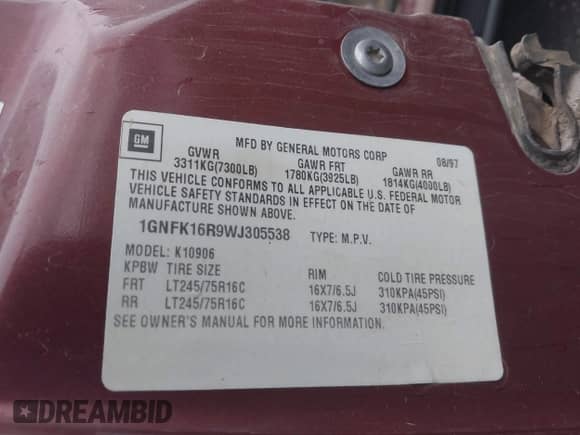 GM
MFD BY GENERAL MOTORS CORP 08/97
GVWR GAWR FRT GAWR RR
3311KG(7300LB) 1780KG(3925LB) 1814KG(4000LB)
THIS VEHICLE CONFORMS TO ALL APPLICABLE U.S. FEDERAL MOTOR
VEHICLE SAFETY STANDARDS IN EFFECT ON THE DATE OF
MANUFACTURE SHOWN ABOVE.
1GNFK16R9WJ305538 TYPE: M.P.V.
MODEL: K10906
KPBW TIRE SIZE RIM COLD TIRE PRESSURE
FRT LT245/75R16C 16X7/6.5J 310KPA(45PSI)
RR LT245/75R16C 16X7/6.5J 310KPA(45PSI)
SEE OWNER'S MANUAL FOR MORE INFORMATION.
DREAMBID